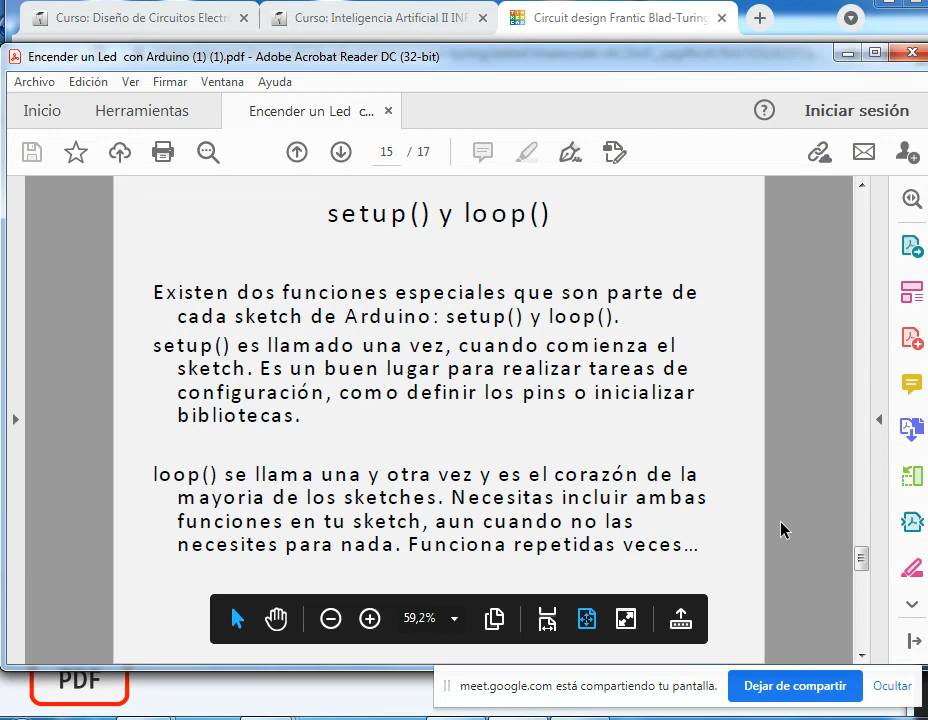 Curso: Diseño de Circuitos Electro
Curso: Inteligencia Artificial II INF
Circuit design Frantic Blad-Turing
Encender un Led con Arduino (1) (1).pdf - Adobe Acrobat Reader DC (32-bit)
Archivo Edición Ver Firmar Ventana Ayuda
Inicio Herramientas Encender un Led c... Iniciar sesión
15 / 17
setup() y loop()
Existen dos funciones especiales que son parte de
cada sketch de Arduino: setup() y loop().
setup() es llamado una vez, cuando comienza el
sketch. Es un buen lugar para realizar tareas de
configuración, como definir los pins o inicializar
bibliotecas.
loop() se llama una y otra vez y es el corazón de la
mayoria de los sketches. Necesitas incluir ambas
funciones en tu sketch, aun cuando no las
necesites para nada. Funciona repetidas veces...
59,2%
PDF
meet.google.com está compartiendo tu pantalla. Dejar de compartir Ocultar